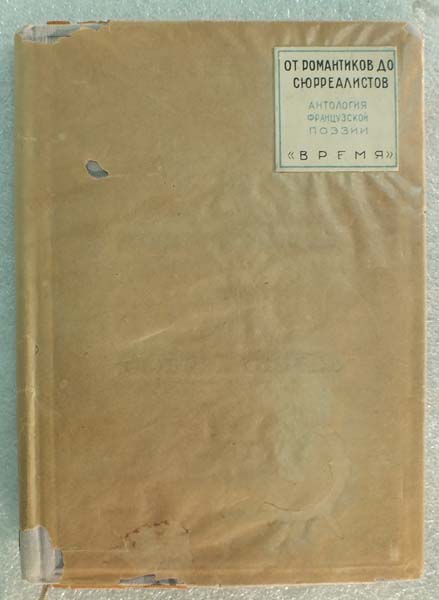 ОТ РОМАНТИКОВ ДО
СЮРРЕАЛИСТОВ
АНТОЛОГИЯ
ФРАНЦУЗСКОЙ
ПОЭЗИИ
«ВРЕМЯ»